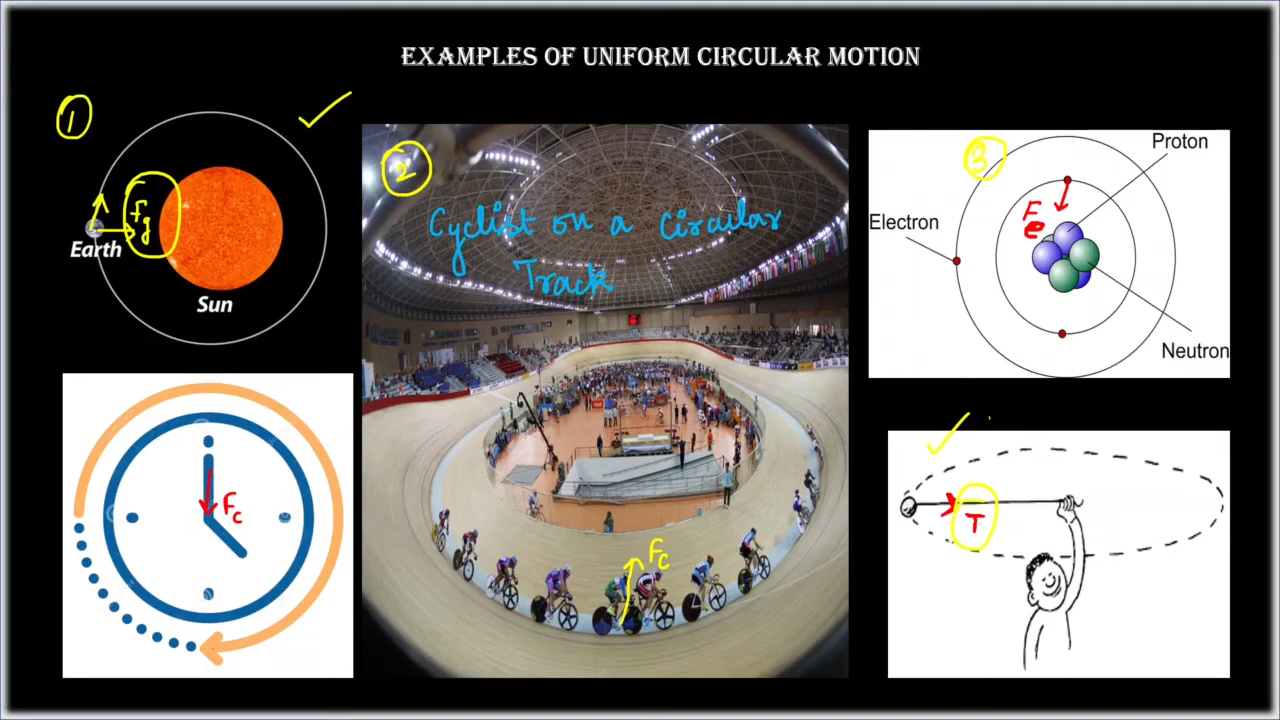 EXAMPLES OF UNIFORM CIRCULAR MOTION
1
Fg
Earth
Sun
2
Cyclist on a Circular
Track
Fc
3
Proton
Electron
Fe
Neutron
Fc
T